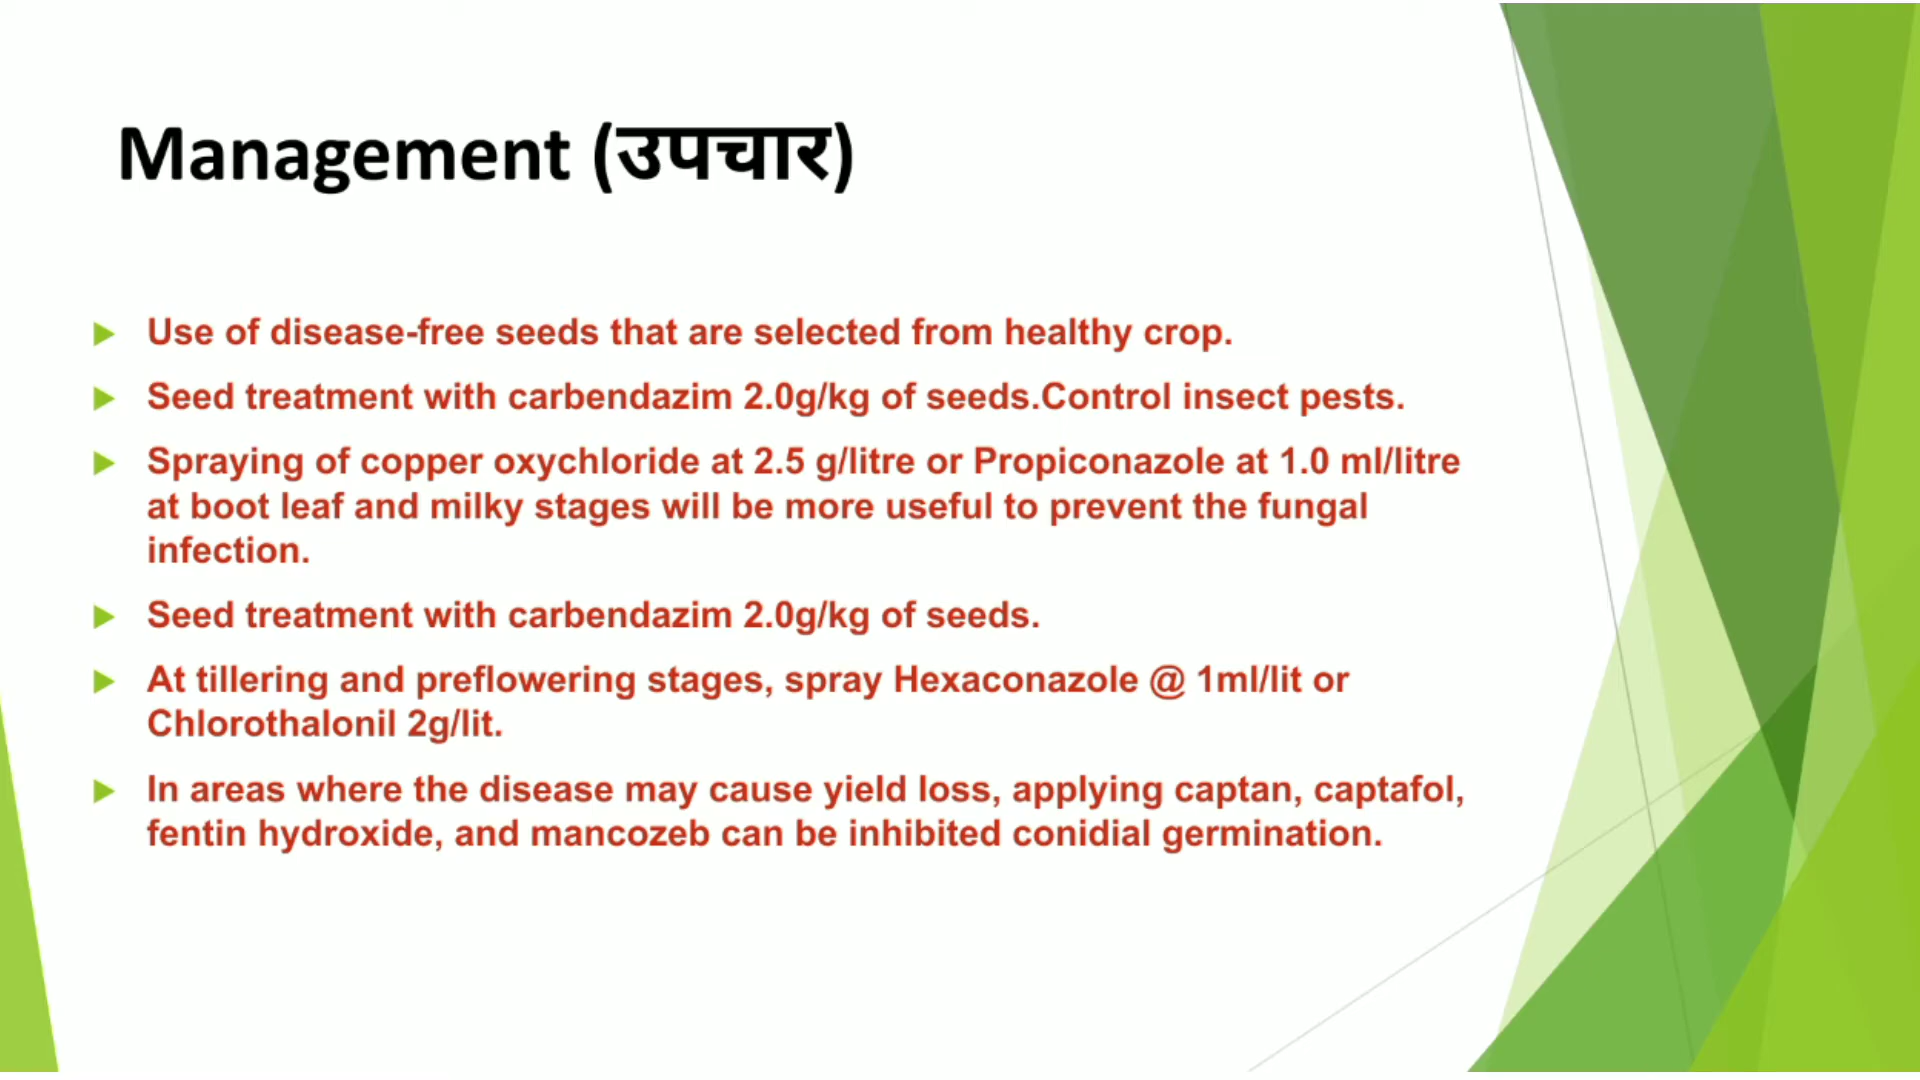 Management (उपचार)
Use of disease-free seeds that are selected from healthy crop.
Seed treatment with carbendazim 2.0g/kg of seeds.Control insect pests.
Spraying of copper oxychloride at 2.5 g/litre or Propiconazole at 1.0 ml/litre
at boot leaf and milky stages will be more useful to prevent the fungal
infection.
Seed treatment with carbendazim 2.0g/kg of seeds.
At tillering and preflowering stages, spray Hexaconazole @ 1ml/lit or
Chlorothalonil 2g/lit.
In areas where the disease may cause yield loss, applying captan, captafol,
fentin hydroxide, and mancozeb can be inhibited conidial germination.